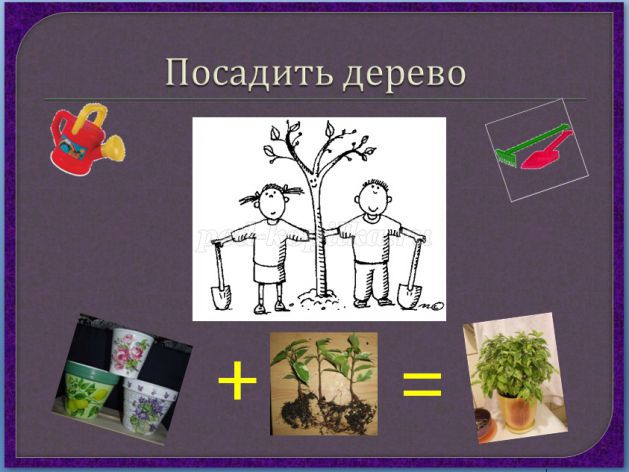 Посадить дерево
+ =